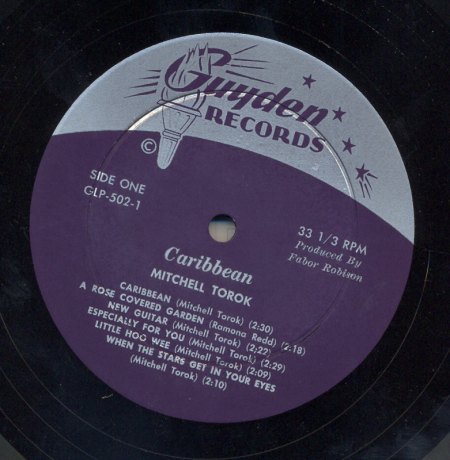 Guyden
RECORDS
©
SIDE ONE
GLP-502-1
33 1/3 RPM
Produced By
Fabor Robison
Caribbean
MITCHELL TOROK
CARIBBEAN (Mitchell Torok) (2:30)
A ROSE COVERED GARDEN (Ramona Redd) (2:18)
NEW GUITAR (Mitchell Torok) (2:22)
ESPECIALLY FOR YOU (Mitchell Torok) (2:29)
LITTLE HOO WEE (Mitchell Torok) (2:09)
WHEN THE STARS GET IN YOUR EYES
(Mitchell Torok) (2:10)